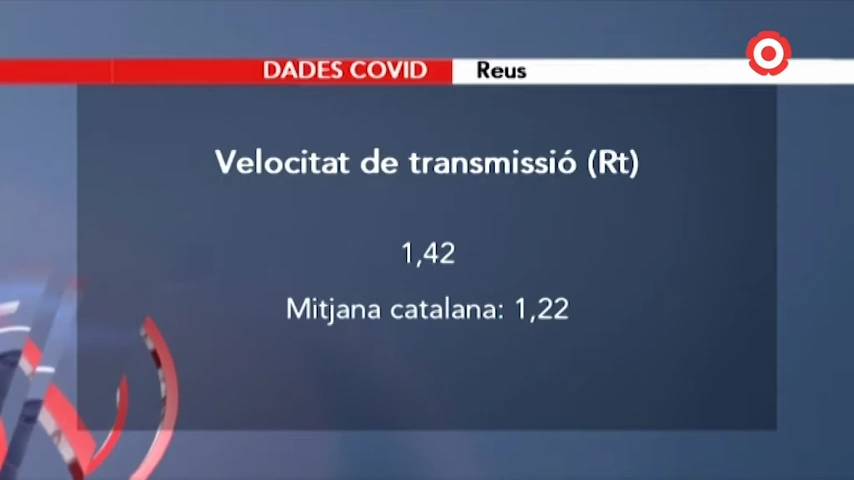 DADES COVID Reus
Velocitat de transmissió (Rt)
1,42
Mitjana catalana: 1,22